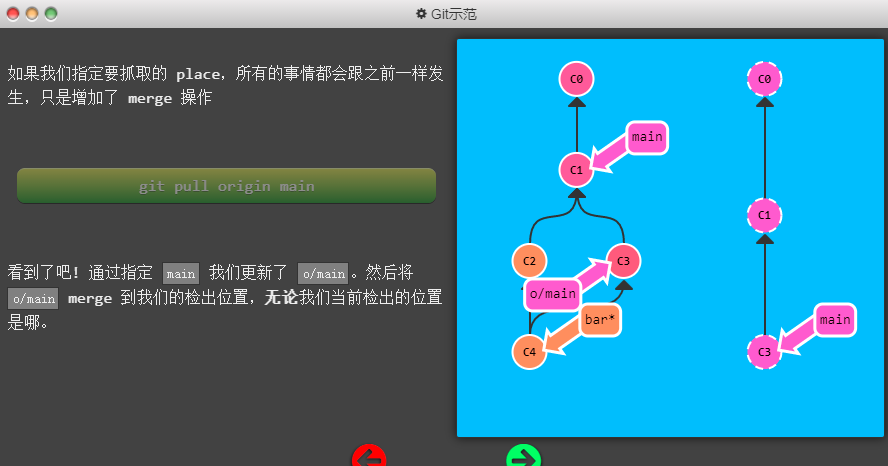 Git示范
如果我们指定要抓取的 place，所有的事情都会跟之前一样发
生，只是增加了 merge 操作
git pull origin main
看到了吧！通过指定 main 我们更新了 o/main。然后将
o/main merge 到我们的检出位置，无论我们当前检出的位置
是哪。
C0
C0
main
C1
C1
C2
C3
o/main
bar*
main
C4
C3